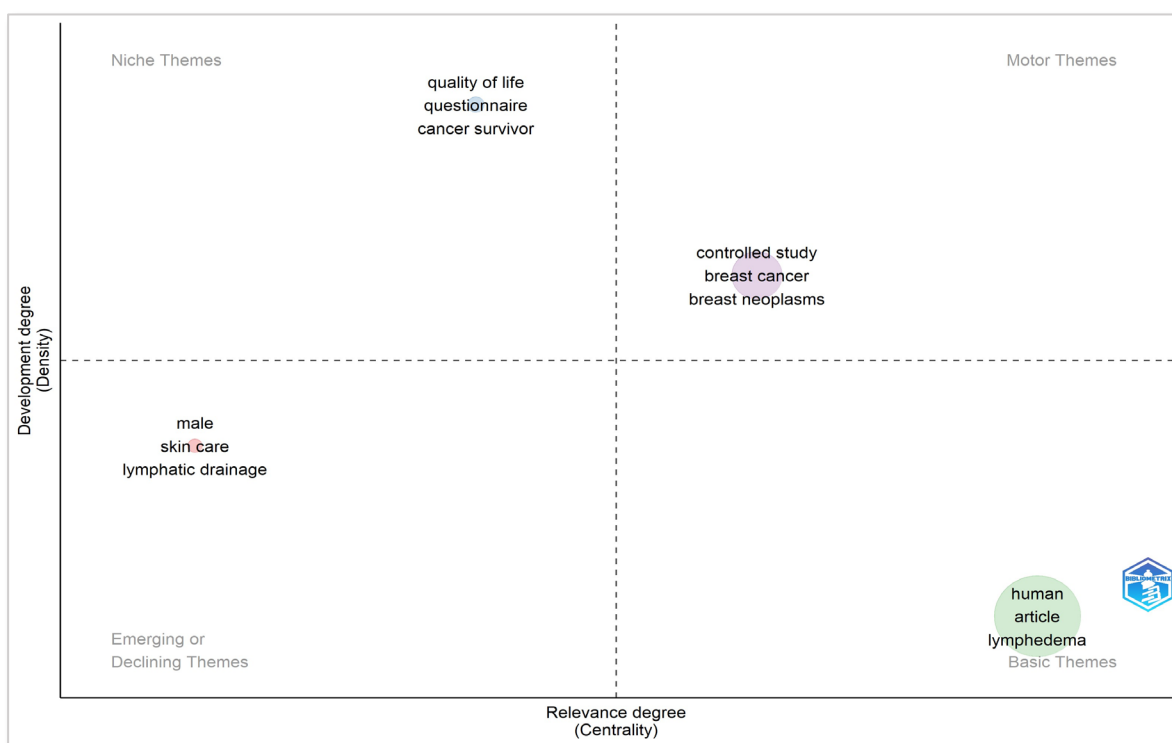 Niche Themes
Motor Themes
quality of life
questionnaire
cancer survivor
controlled study
breast cancer
breast neoplasms
Development degree
(Density)
male
skin care
lymphatic drainage
BIBLIOMETRIX
human
article
lymphedema
Emerging or
Declining Themes
Basic Themes
Relevance degree
(Centrality)